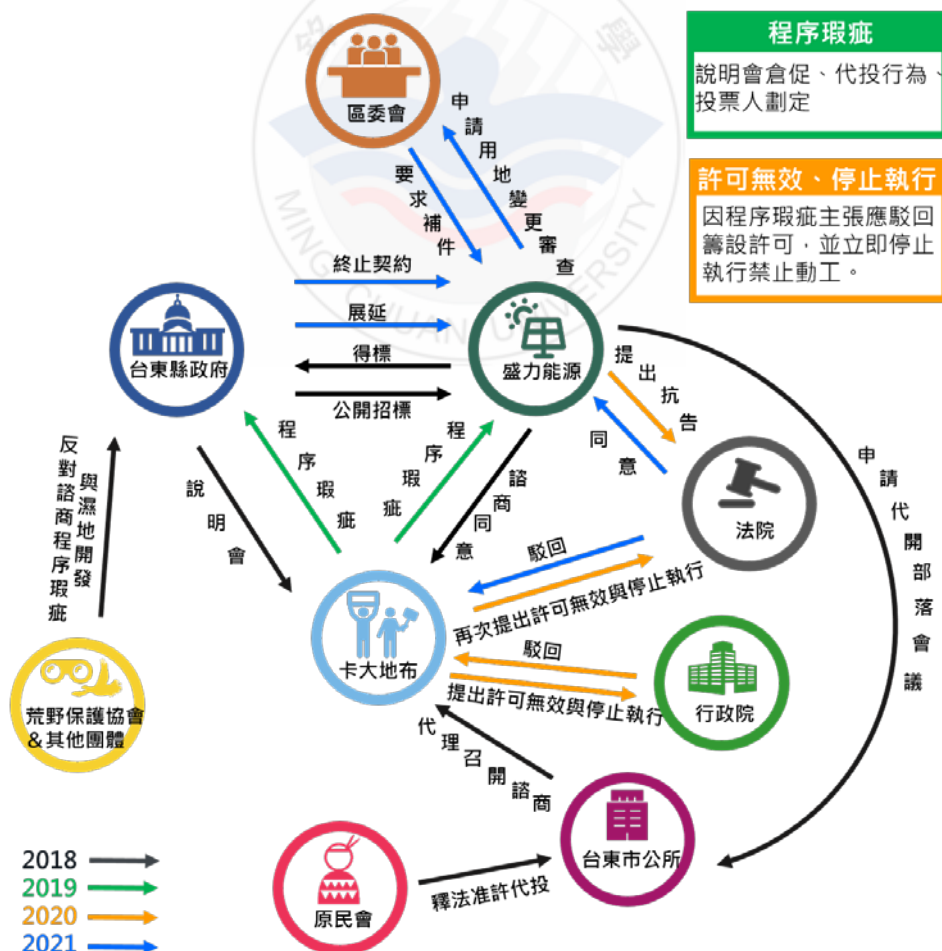 程序瑕疵
說明會倉促、代投行為、
投票人劃定
許可無效、停止執行
因程序瑕疵主張應駁回
籌設許可，並立即停止
執行禁止動工。
區委會
申請用地變更審查
要求補件
MING CHUAN UNIVERSITY
學
終止契約
展延
得標
公開招標
台東縣政府
盛力能源
提出抗告
同意
程序瑕疵
程序瑕疵
諮商同意
說明會
反對諮商程序瑕疵
與濕地開發
申請代開部落會議
法院
駁回
再次提出許可無效與停止執行
卡大地布
駁回
提出許可無效與停止執行
行政院
荒野保護協會
&其他團體
代理召開諮商
台東市公所
原民會
釋法准許代投
2018
2019
2020
2021